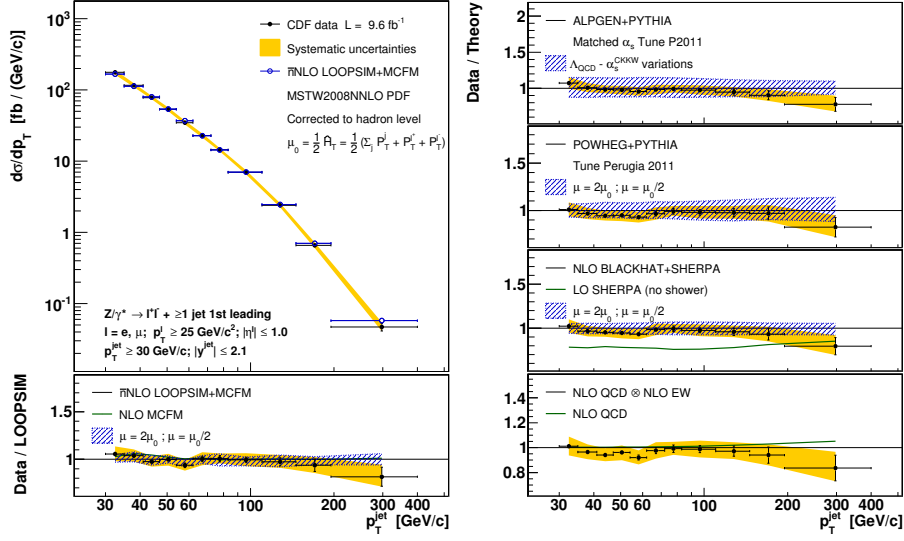 dσ/dp_T [fb / (GeV/c)]
10³
10²
10
1
10⁻¹
CDF data L = 9.6 fb⁻¹
Systematic uncertainties
n̄NLO LOOPSIM+MCFM
MSTW2008NNLO PDF
Corrected to hadron level
μ₀ = 1/2 Ĥ_T = 1/2 (Σ_j P_T^j + P_T^l⁺ + P_T^l⁻)
Z/γ* → l⁺l⁻ + ≥1 jet 1st leading
l = e, μ; p_T^l ≥ 25 GeV/c²; |η^l| ≤ 1.0
p_T^jet ≥ 30 GeV/c; |y^jet| ≤ 2.1
Data / LOOPSIM
n̄NLO LOOPSIM+MCFM
NLO MCFM
μ = 2μ₀ ; μ = μ₀/2
1.5
1
30 40 50 100 200 300 400
p_T^jet [GeV/c]
Data / Theory
ALPGEN+PYTHIA
Matched α_s Tune P2011
Λ_QCD - α_s^CKKW variations
2
1.5
1
POWHEG+PYTHIA
Tune Perugia 2011
μ = 2μ₀ ; μ = μ₀/2
1.5
1
NLO BLACKHAT+SHERPA
LO SHERPA (no shower)
μ = 2μ₀ ; μ = μ₀/2
1.5
1
NLO QCD ⊗ NLO EW
NLO QCD
1.4
1.2
1
0.8
30 40 50 100 200 300 400
p_T^jet [GeV/c]